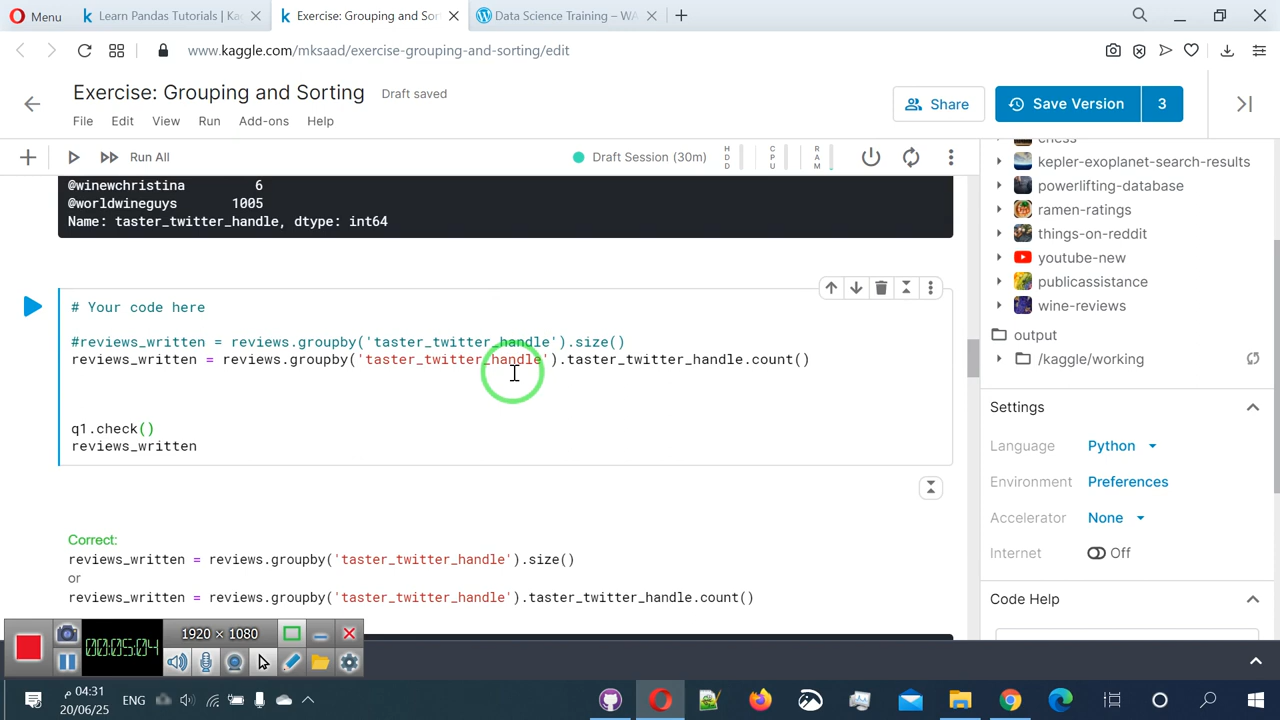 Menu
Learn Pandas Tutorials | Ka
Exercise: Grouping and Sor
Data Science Training – WA
www.kaggle.com/mksaad/exercise-grouping-and-sorting/edit
Exercise: Grouping and Sorting
Draft saved
File Edit View Run Add-ons Help
Share
Save Version 3
Run All
Draft Session (30m)
HDD
CPU
RAM
@winewchristina 6
@worldwineguys 1005
Name: taster_twitter_handle, dtype: int64
# Your code here
#reviews_written = reviews.groupby('taster_twitter_handle').size()
reviews_written = reviews.groupby('taster_twitter_handle').taster_twitter_handle.count()
q1.check()
reviews_written
Correct:
reviews_written = reviews.groupby('taster_twitter_handle').size()
or
reviews_written = reviews.groupby('taster_twitter_handle').taster_twitter_handle.count()
chess
kepler-exoplanet-search-results
powerlifting-database
ramen-ratings
things-on-reddit
youtube-new
publicassistance
wine-reviews
output
/kaggle/working
Settings
Language Python
Environment Preferences
Accelerator None
Internet Off
Code Help
00:05:04
1920 × 1080
ENG
04:31 م
20/06/25